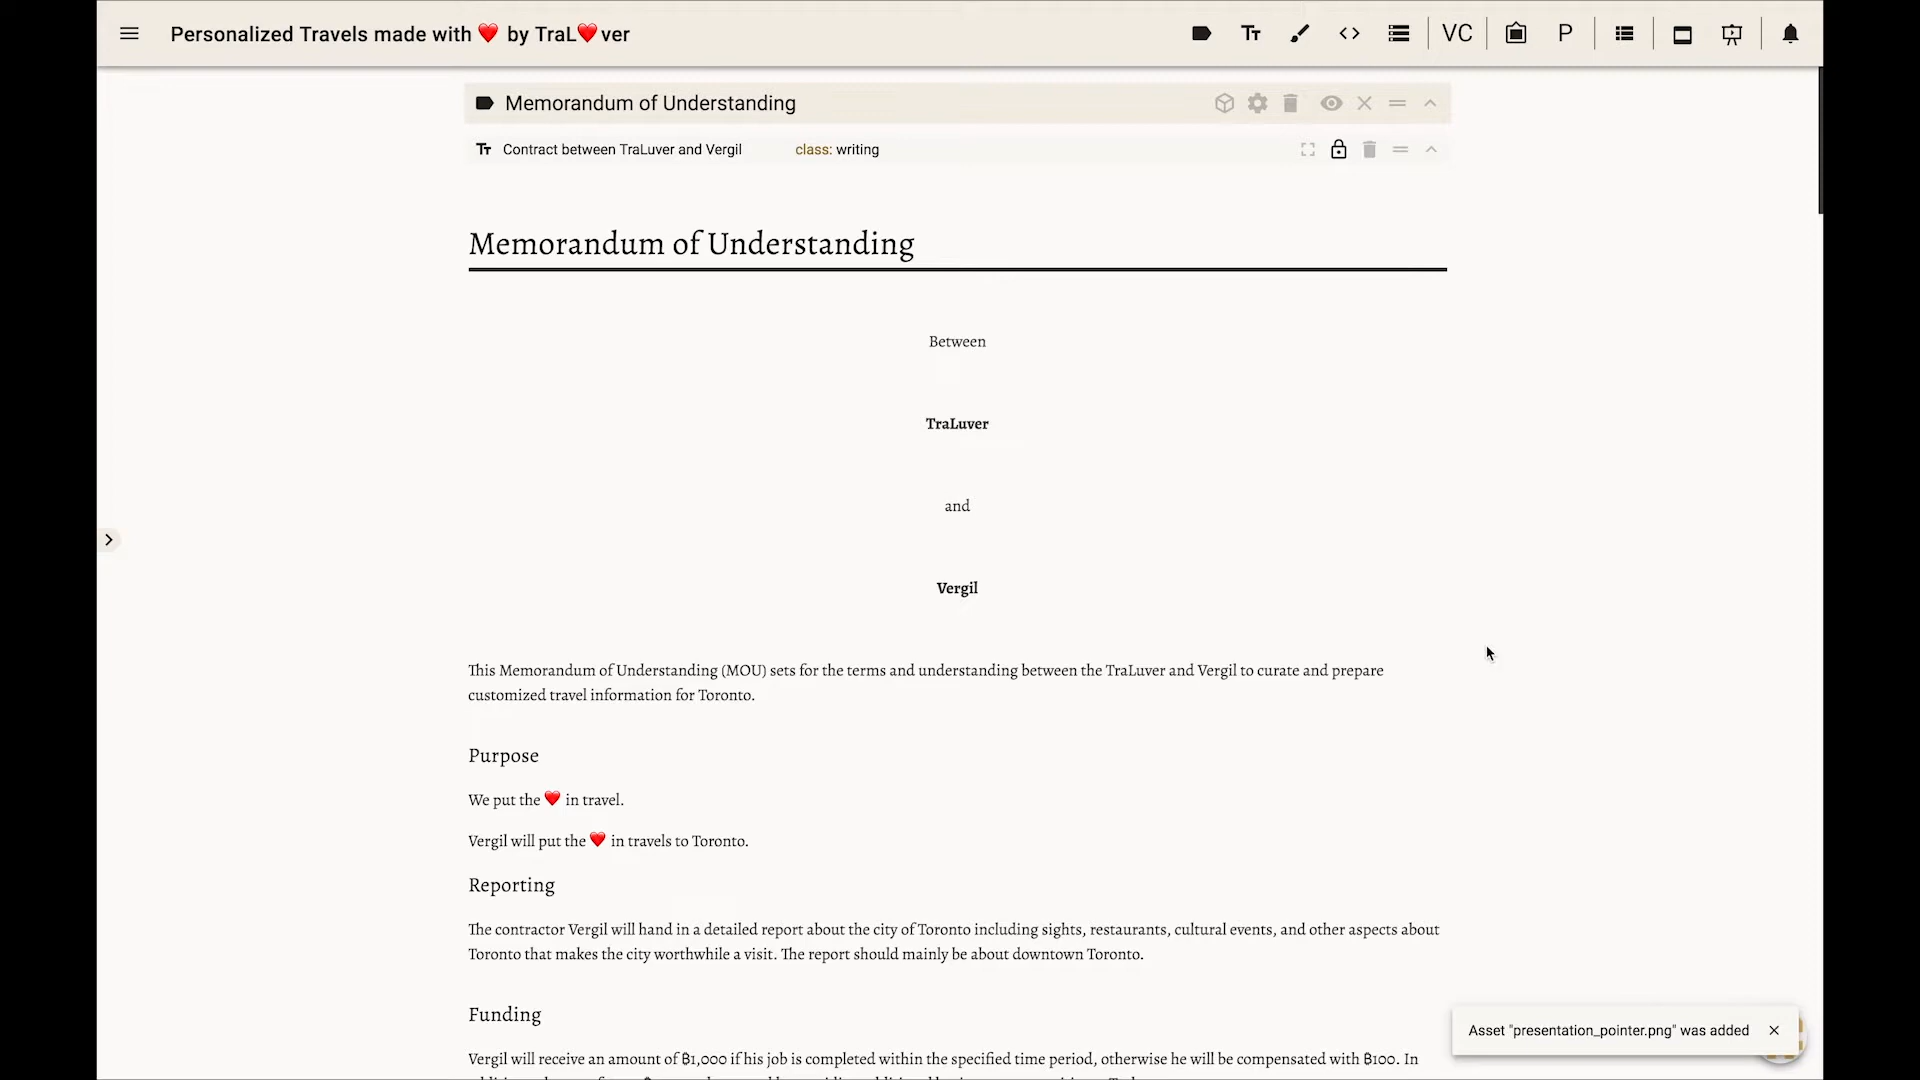 Personalized Travels made with ❤️ by TraL❤️ver
VC
P
Memorandum of Understanding
Tт Contract between TraLuver and Vergil class: writing
Memorandum of Understanding
Between
TraLuver
and
Vergil
This Memorandum of Understanding (MOU) sets for the terms and understanding between the TraLuver and Vergil to curate and prepare
customized travel information for Toronto.
Purpose
We put the ❤️ in travel.
Vergil will put the ❤️ in travels to Toronto.
Reporting
The contractor Vergil will hand in a detailed report about the city of Toronto including sights, restaurants, cultural events, and other aspects about
Toronto that makes the city worthwhile a visit. The report should mainly be about downtown Toronto.
Funding
Vergil will receive an amount of ₿1,000 if his job is completed within the specified time period, otherwise he will be compensated with ₿100. In
Asset "presentation_pointer.png" was added